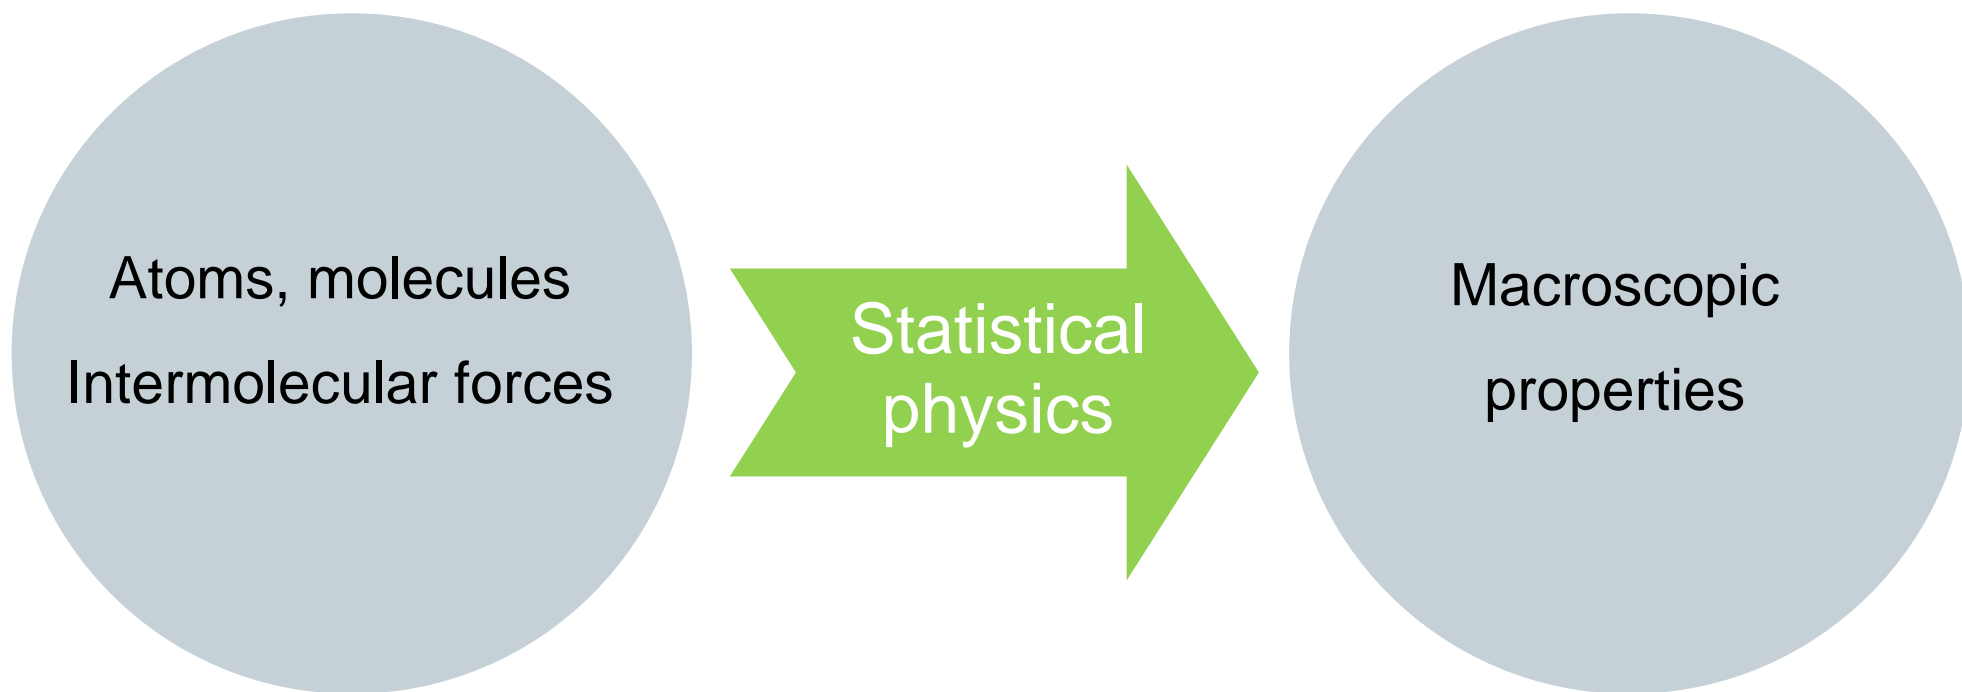 Atoms, molecules
Intermolecular forces
Statistical
physics
Macroscopic
properties